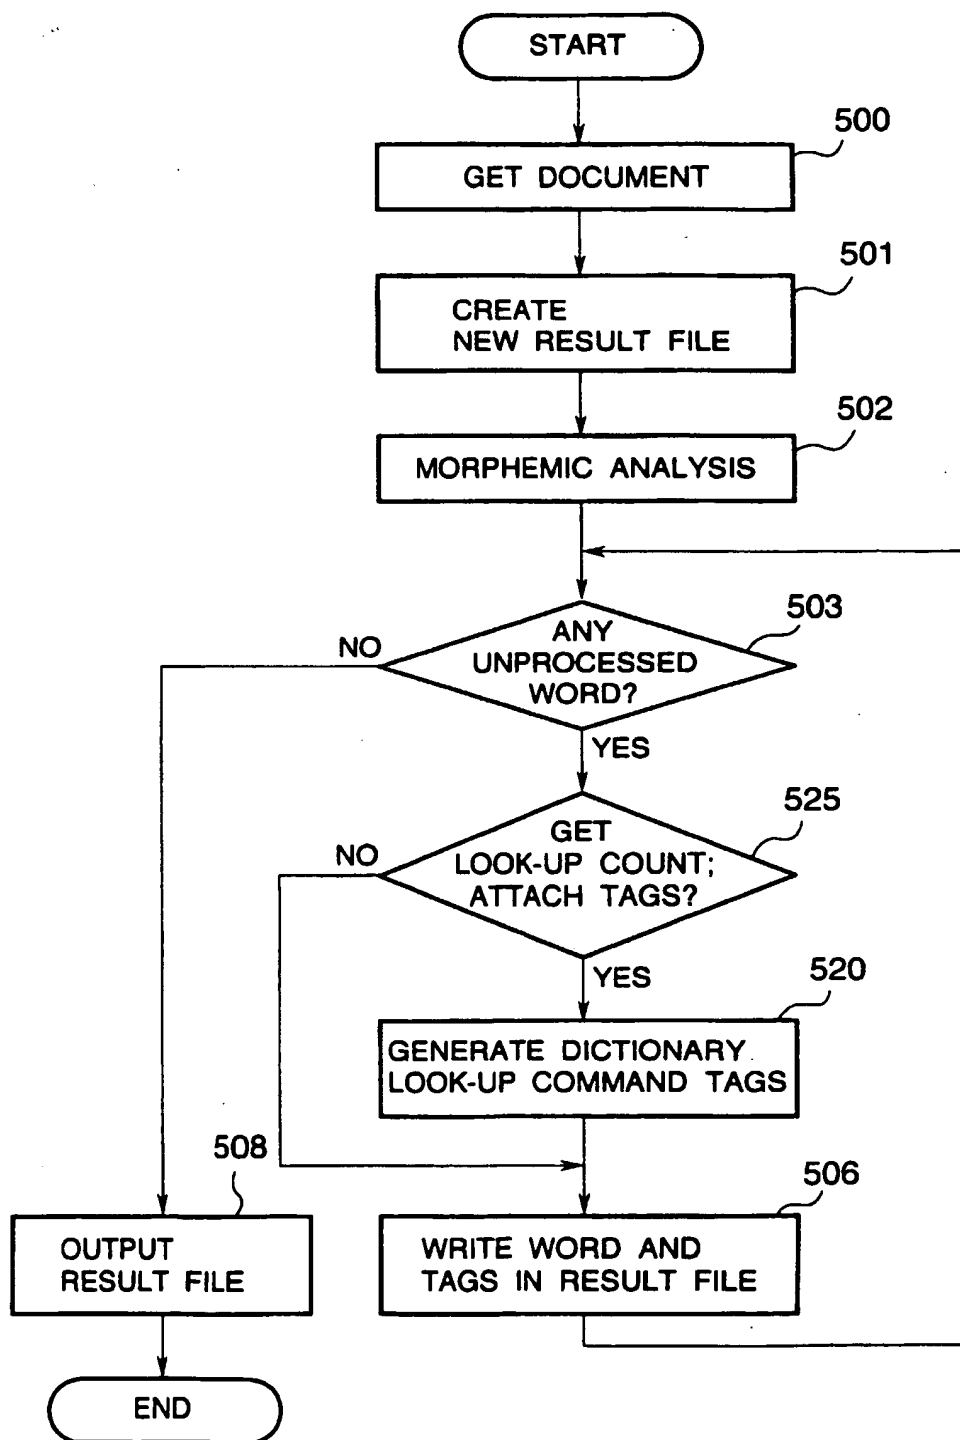 START
500
GET DOCUMENT
501
CREATE
NEW RESULT FILE
502
MORPHEMIC ANALYSIS
503
NO
ANY
UNPROCESSED
WORD?
YES
525
NO
GET
LOOK-UP COUNT;
ATTACH TAGS?
YES
520
GENERATE DICTIONARY
LOOK-UP COMMAND TAGS
508
506
OUTPUT
RESULT FILE
WRITE WORD AND
TAGS IN RESULT FILE
END